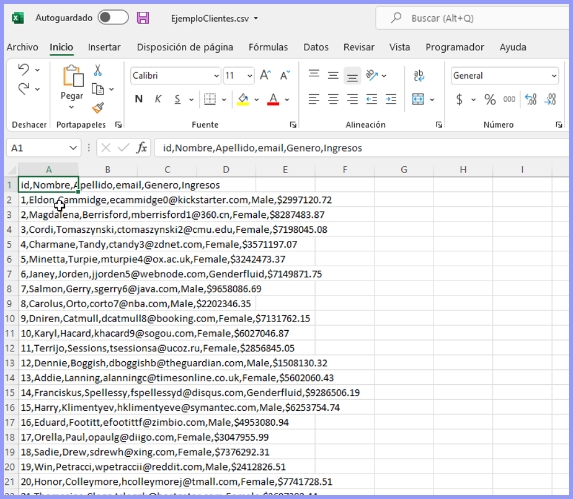 Autoguardado EjemploClientes.csv Buscar (Alt+Q)
Archivo Inicio Insertar Disposición de página Fórmulas Datos Revisar Vista Programador Ayuda
Pegar Calibri 11 A A ab General
N K S A $ % 000
Deshacer Portapapeles Fuente Alineación Número
A1 fx id,Nombre,Apellido,email,Genero,Ingresos
A B C D E F G H I
1 id,Nombre,Apellido,email,Genero,Ingresos
2 1,Eldon,Cammidge,ecammidge0@kickstarter.com,Male,$2997120.72
3 2,Magdalena,Berrisford,mberrisford1@360.cn,Female,$8287483.87
4 3,Cordi,Tomaszynski,ctomaszynski2@cmu.edu,Female,$7198045.08
5 4,Charmane,Tandy,ctandy3@zdnet.com,Female,$3571197.07
6 5,Minetta,Turpie,mturpie4@ox.ac.uk,Female,$3242473.37
7 6,Janey,Jorden,jjorden5@webnode.com,Genderfluid,$7149871.75
8 7,Salmon,Gerry,sgerry6@java.com,Male,$9658086.69
9 8,Carolus,Orto,corto7@nba.com,Male,$2202346.35
10 9,Dniren,Catmull,dcatmull8@booking.com,Female,$7131762.15
11 10,Karyl,Hacard,khacard9@sogou.com,Female,$6027046.87
12 11,Terrijo,Sessions,tsessionsa@ucoz.ru,Female,$2856845.05
13 12,Dennie,Boggish,dboggishb@theguardian.com,Male,$1508130.32
14 13,Addie,Lanning,alanningc@timesonline.co.uk,Female,$5602060.43
15 14,Franciskus,Spellessy,fspellessyd@disqus.com,Genderfluid,$9286506.19
16 15,Harry,Klimentyev,hklimentyeve@symantec.com,Male,$6253754.74
17 16,Eduard,Footitt,efootittf@zimbio.com,Male,$4953080.94
18 17,Orella,Paul,opaulg@diigo.com,Female,$3047955.99
19 18,Sadie,Drew,sdrewh@xing.com,Female,$7376292.31
20 19,Win,Petracci,wpetraccii@reddit.com,Male,$2412826.51
21 20,Honor,Colleymore,hcolleymorej@tmall.com,Female,$7741728.51